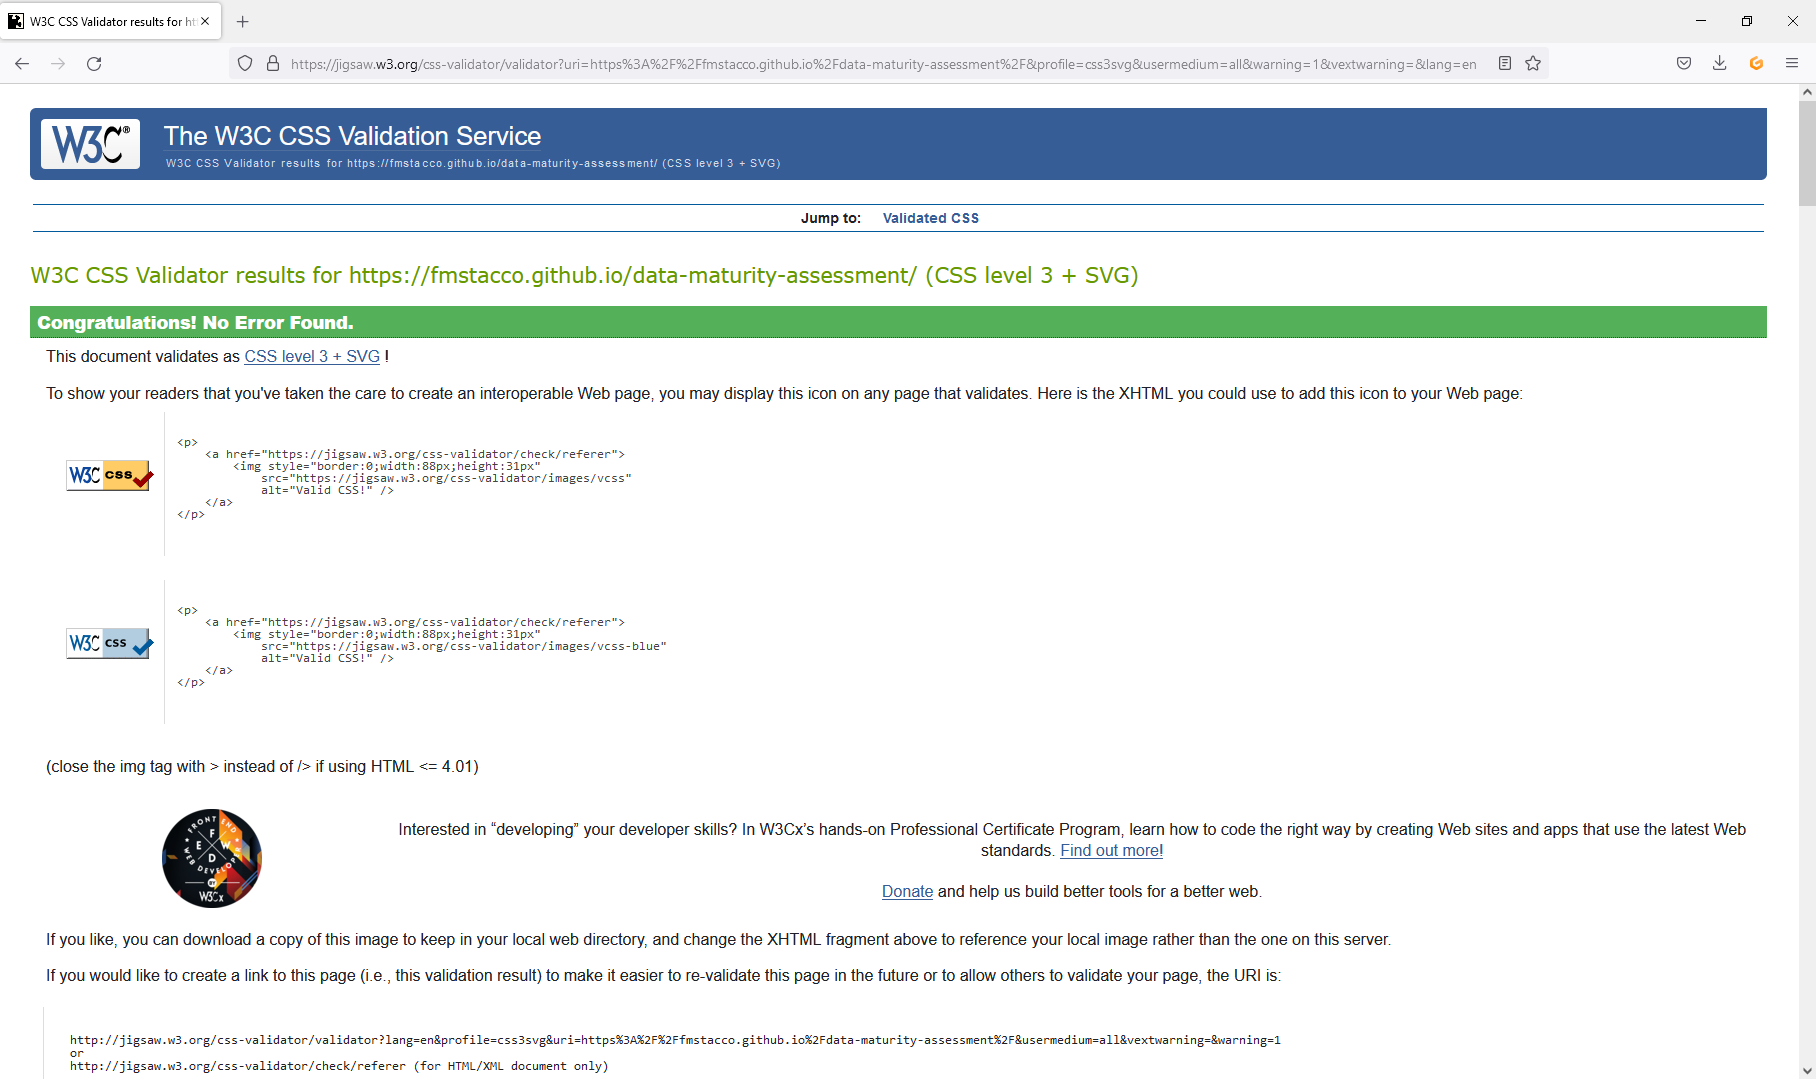 W3C CSS Validator results for ht
https://jigsaw.w3.org/css-validator/validator?uri=https%3A%2F%2Ffmstacco.github.io%2Fdata-maturity-assessment%2F&profile=css3svg&usermedium=all&warning=1&vextwarning=&lang=en
W3C®
The W3C CSS Validation Service
W3C CSS Validator results for https://fmstacco.github.io/data-maturity-assessment/ (CSS level 3 + SVG)
Jump to: Validated CSS
W3C CSS Validator results for https://fmstacco.github.io/data-maturity-assessment/ (CSS level 3 + SVG)
Congratulations! No Error Found.
This document validates as CSS level 3 + SVG !
To show your readers that you've taken the care to create an interoperable Web page, you may display this icon on any page that validates. Here is the XHTML you could use to add this icon to your Web page:
<p>
<a href="https://jigsaw.w3.org/css-validator/check/referer">
<img style="border:0;width:88px;height:31px"
W3C css
src="https://jigsaw.w3.org/css-validator/images/vcss"
alt="Valid CSS!" />
</a>
</p>
<p>
<a href="https://jigsaw.w3.org/css-validator/check/referer">
<img style="border:0;width:88px;height:31px"
W3C css
src="https://jigsaw.w3.org/css-validator/images/vcss-blue"
alt="Valid CSS!" />
</a>
</p>
(close the img tag with > instead of /> if using HTML <= 4.01)
FRONT END
F E W D
WEB DEVELOPER
BY
W3Cx
Interested in “developing” your developer skills? In W3Cx’s hands-on Professional Certificate Program, learn how to code the right way by creating Web sites and apps that use the latest Web
standards. Find out more!
Donate and help us build better tools for a better web.
If you like, you can download a copy of this image to keep in your local web directory, and change the XHTML fragment above to reference your local image rather than the one on this server.
If you would like to create a link to this page (i.e., this validation result) to make it easier to re-validate this page in the future or to allow others to validate your page, the URI is:
http://jigsaw.w3.org/css-validator/validator?lang=en&profile=css3svg&uri=https%3A%2F%2Ffmstacco.github.io%2Fdata-maturity-assessment%2F&usermedium=all&vextwarning=&warning=1
or
http://jigsaw.w3.org/css-validator/check/referer (for HTML/XML document only)